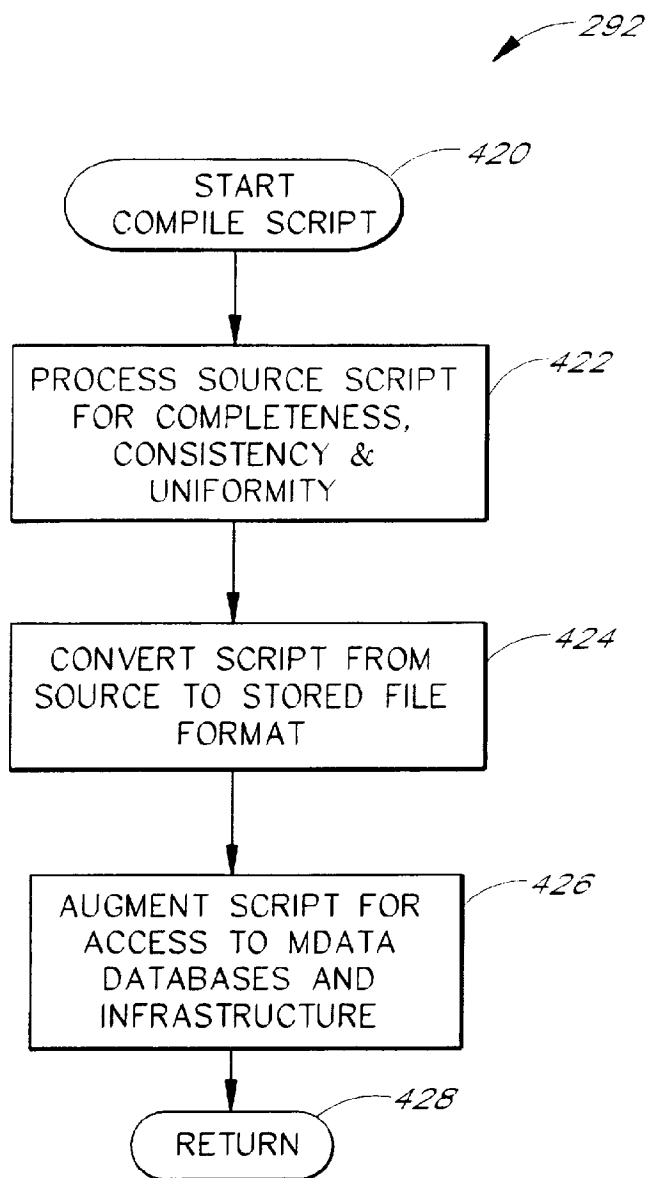 292
420
START
COMPILE SCRIPT
422
PROCESS SOURCE SCRIPT
FOR COMPLETENESS,
CONSISTENCY &
UNIFORMITY
424
CONVERT SCRIPT FROM
SOURCE TO STORED FILE
FORMAT
426
AUGMENT SCRIPT FOR
ACCESS TO MDATA
DATABASES AND
INFRASTRUCTURE
428
RETURN